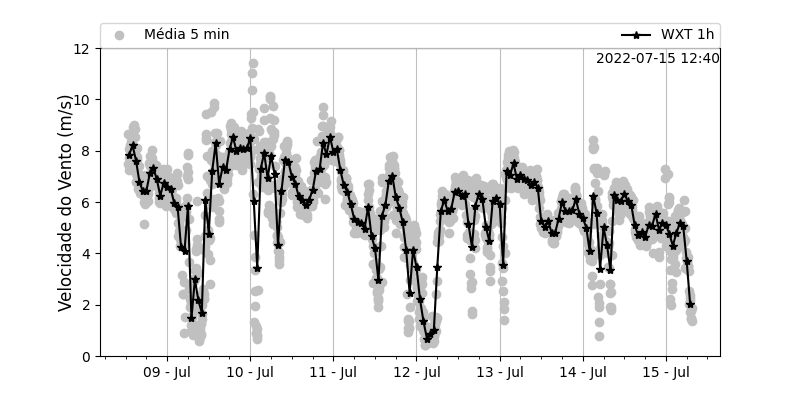 Média 5 min
WXT 1h
2022-07-15 12:40
Velocidade do Vento (m/s)
12
10
8
6
4
2
0
09 - Jul
10 - Jul
11 - Jul
12 - Jul
13 - Jul
14 - Jul
15 - Jul